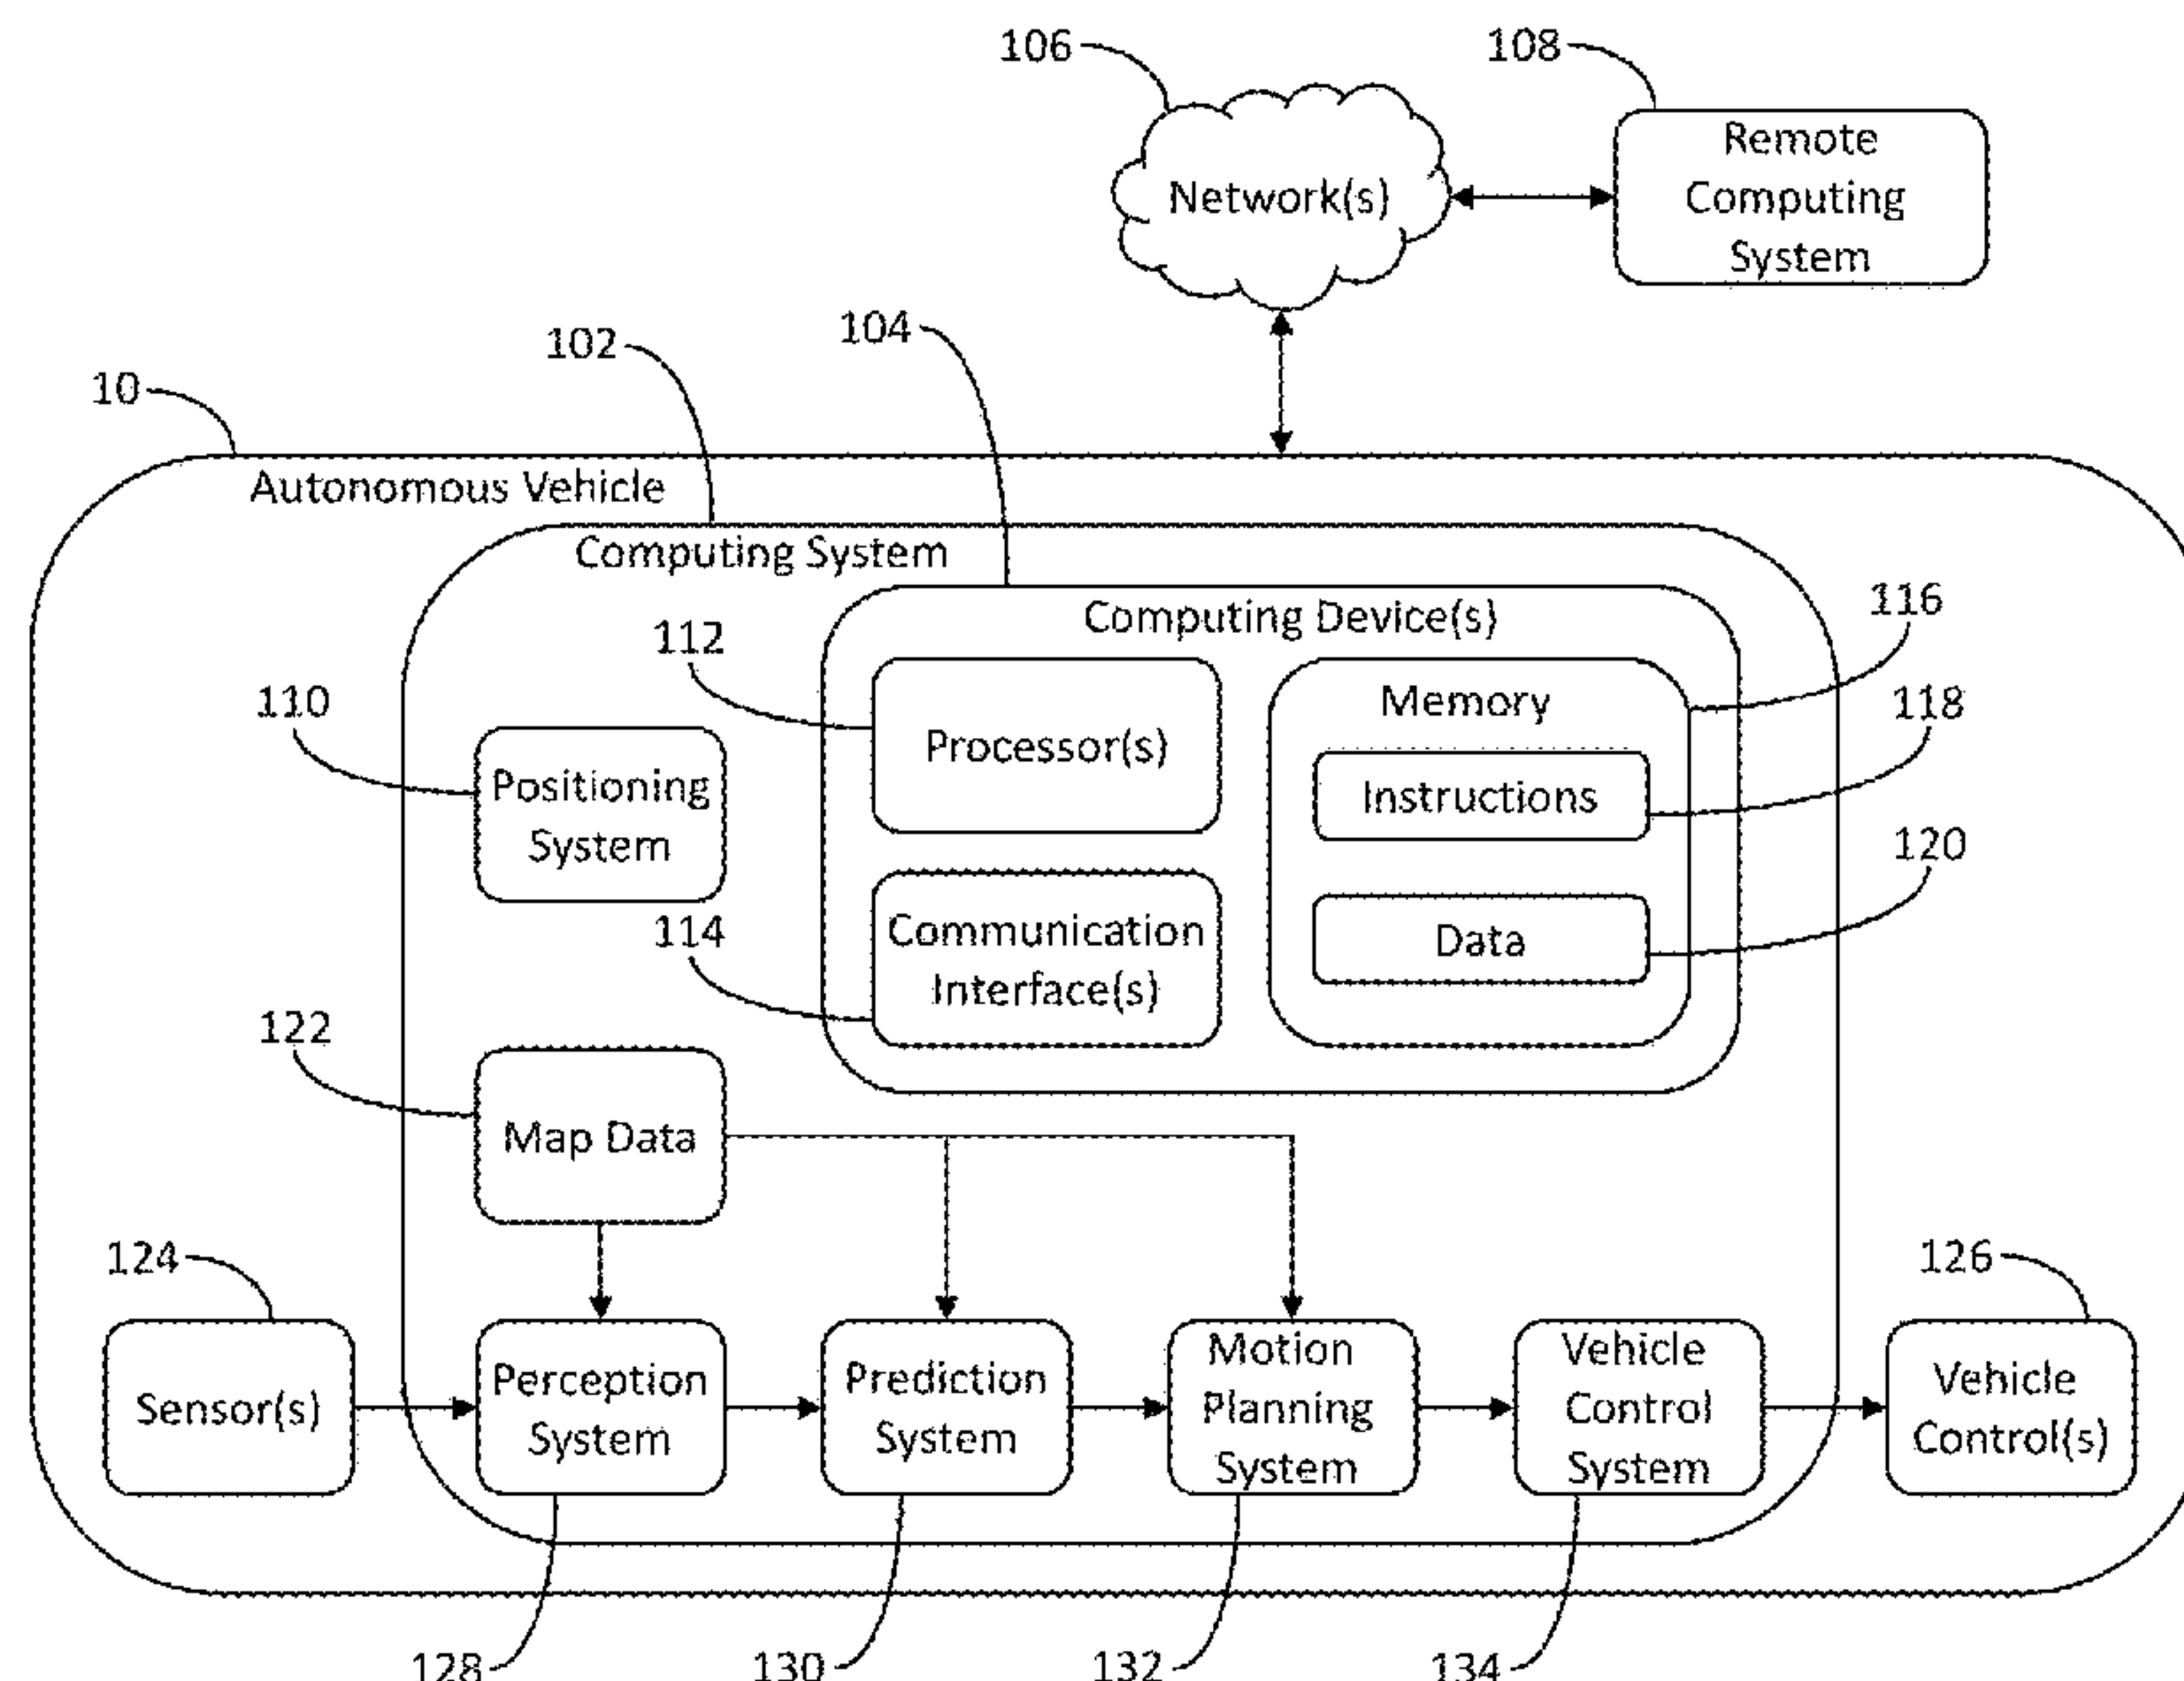 106
108
Remote
Computing
System
Network(s)
104
102
10
Autonomous Vehicle
Computing System
Computing Device(s)
116
112
Memory
110
118
Processor(s)
Positioning
System
Instructions
120
114
Communication
Interface(s)
Data
122
Map Data
124
126
Sensor(s)
Perception
System
Prediction
System
Motion
Planning
System
Vehicle
Control
System
Vehicle
Control(s)
128
130
132
134